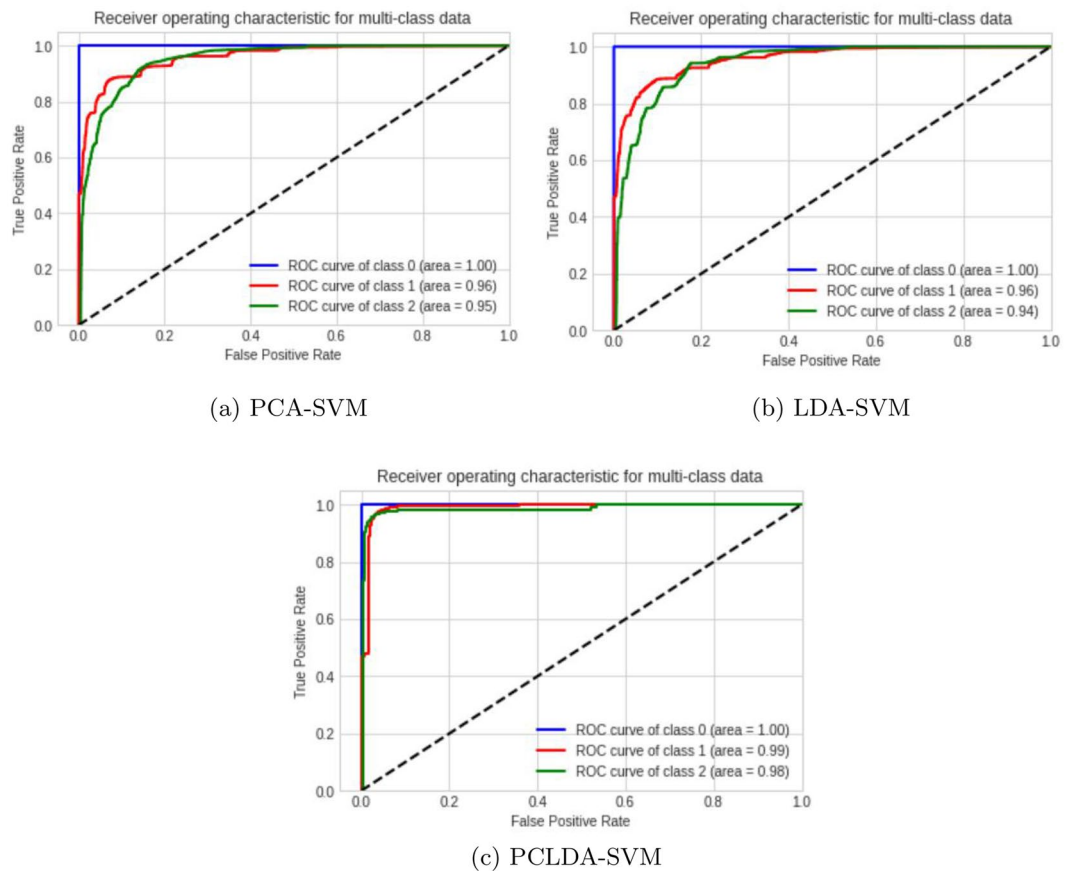 Receiver operating characteristic for multi-class data
1.0
0.8
0.6
0.4
0.2
0.0
True Positive Rate
ROC curve of class 0 (area = 1.00)
ROC curve of class 1 (area = 0.96)
ROC curve of class 2 (area = 0.95)
0.0 0.2 0.4 0.6 0.8 1.0
False Positive Rate
(a) PCA-SVM
Receiver operating characteristic for multi-class data
1.0
0.8
0.6
0.4
0.2
0.0
True Positive Rate
ROC curve of class 0 (area = 1.00)
ROC curve of class 1 (area = 0.96)
ROC curve of class 2 (area = 0.94)
0.0 0.2 0.4 0.6 0.8 1.0
False Positive Rate
(b) LDA-SVM
Receiver operating characteristic for multi-class data
1.0
0.8
0.6
0.4
0.2
0.0
True Positive Rate
ROC curve of class 0 (area = 1.00)
ROC curve of class 1 (area = 0.99)
ROC curve of class 2 (area = 0.98)
0.0 0.2 0.4 0.6 0.8 1.0
False Positive Rate
(c) PCLDA-SVM